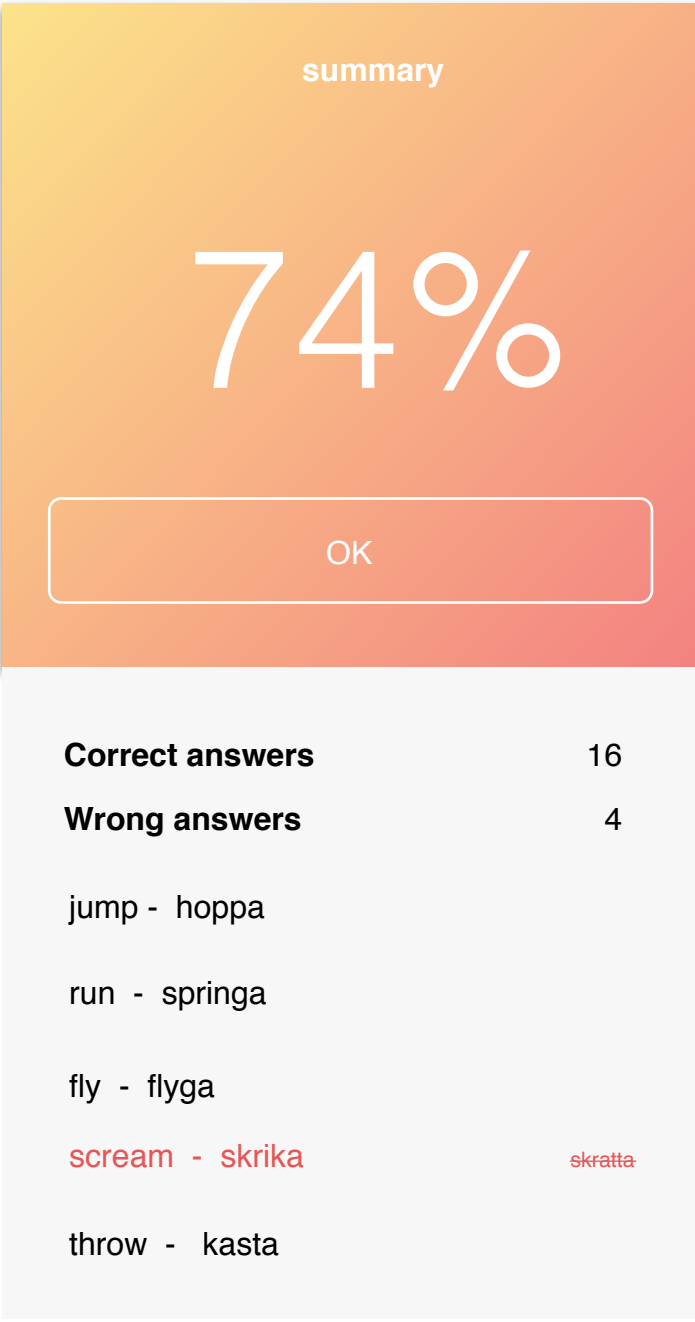 summary
74%
OK
Correct answers 16
Wrong answers 4
jump - hoppa
run - springa
fly - flyga
scream - skrika skratta
throw - kasta